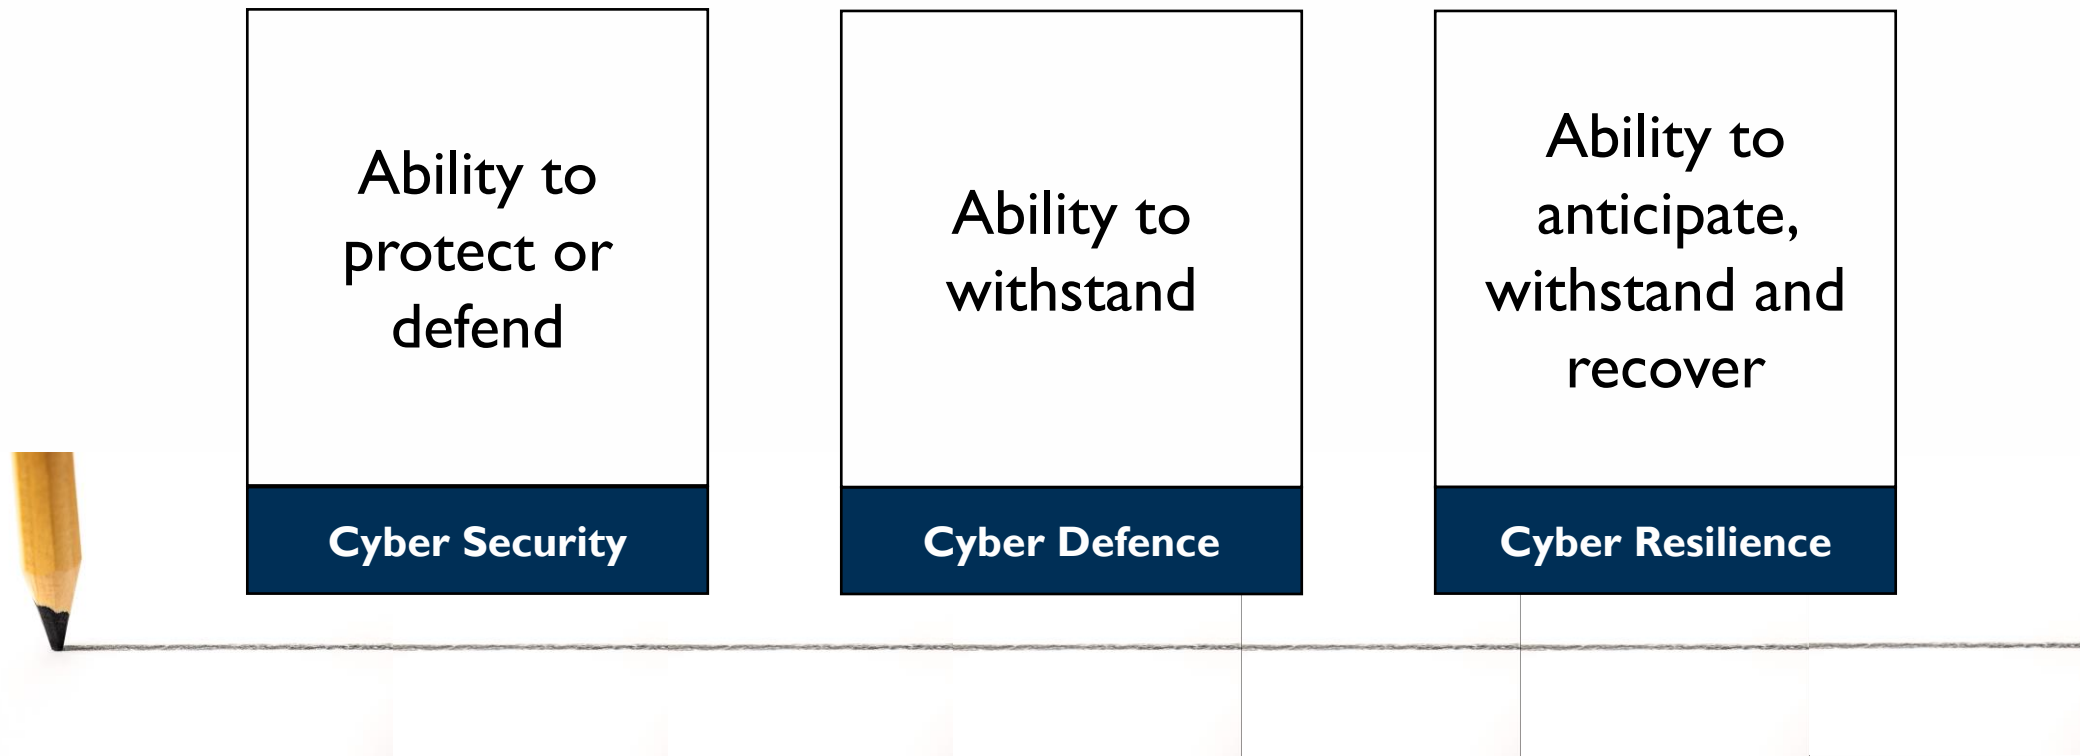 Ability to
protect or
defend
Cyber Security
Ability to
withstand
Cyber Defence
Ability to
anticipate,
withstand and
recover
Cyber Resilience